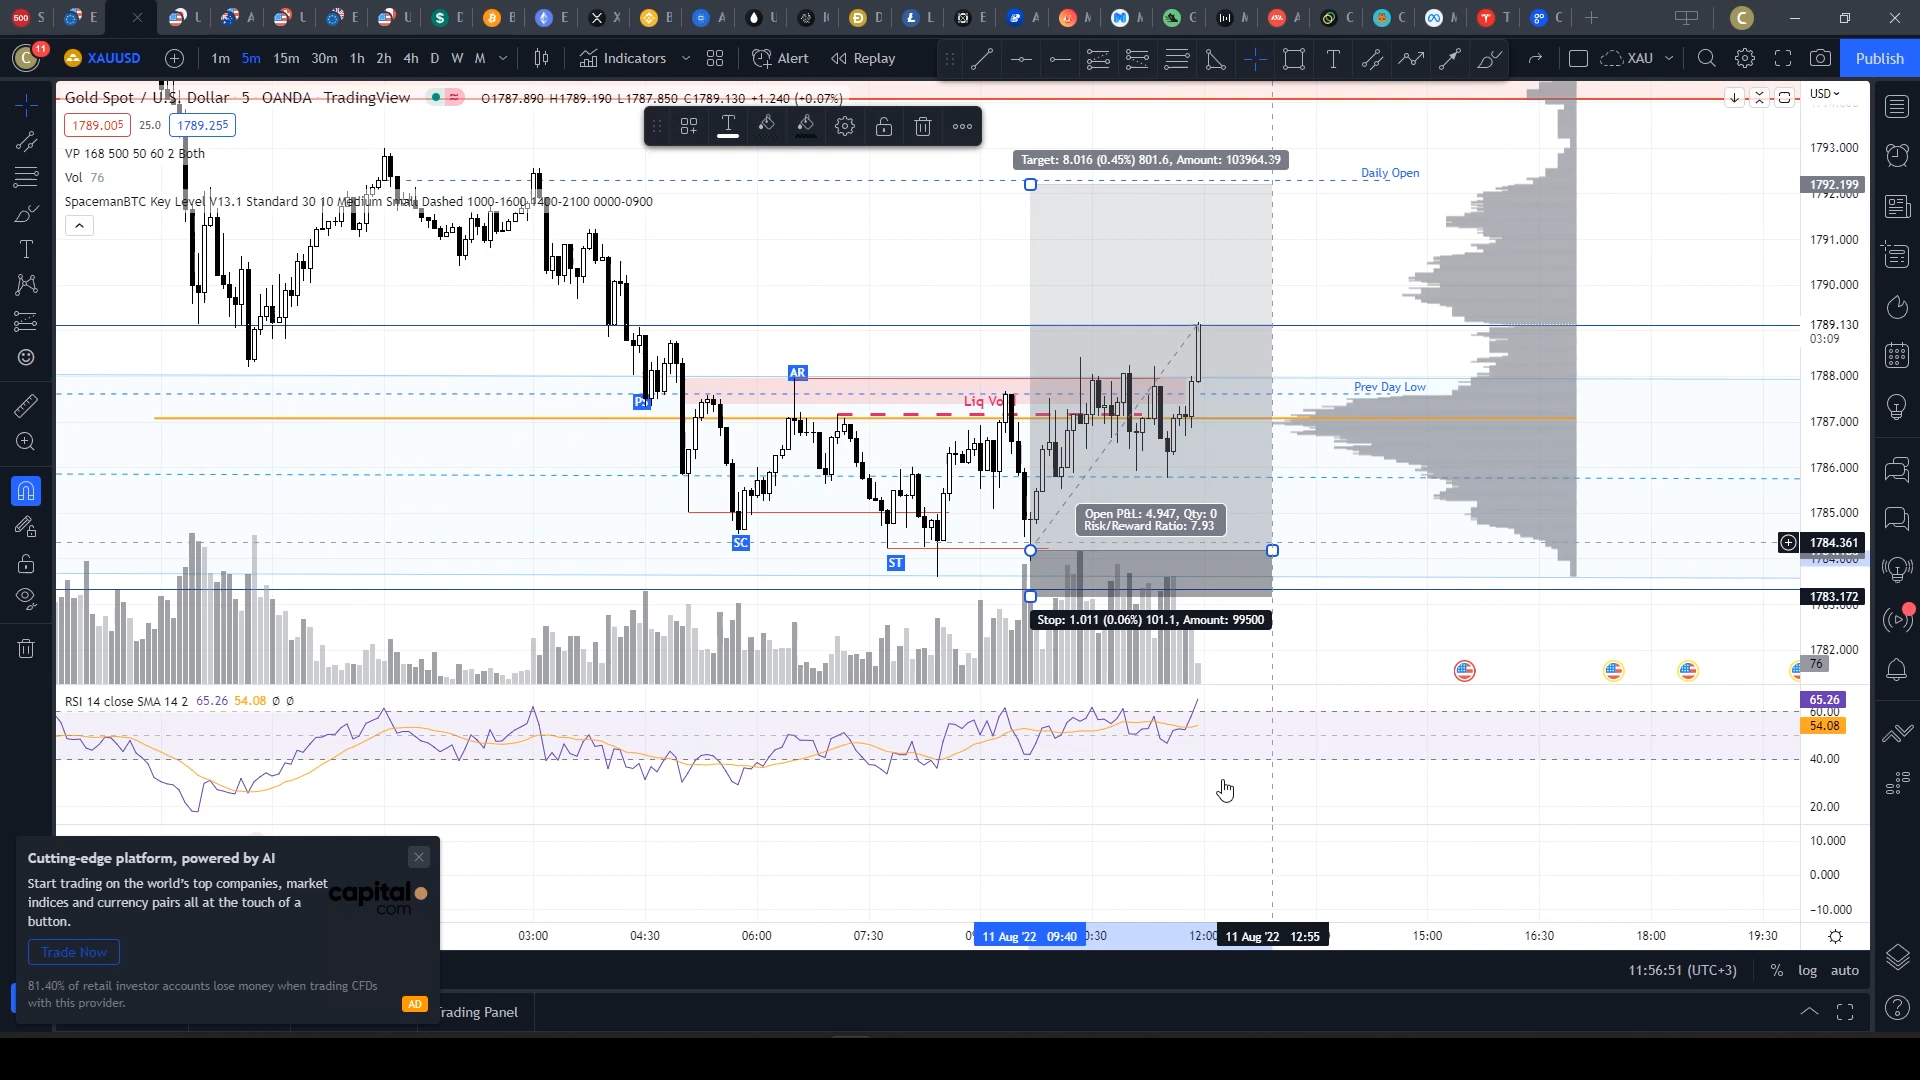 XAUUSD 1m 5m 15m 30m 1h 2h 4h D W M Indicators Alert Replay XAU Publish
11
Gold Spot / U.S. Dollar · 5 · OANDA · TradingView O1787.890 H1789.190 L1787.850 C1789.130 +1.240 (+0.07%)
USD
1789.005 25.0 1789.255
VP 168 500 50 60 2 Both
Vol 76
SpacemanBTC Key Level V13.1 Standard 30 10 Medium Small Dashed 1000-1600 1400-2100 0000-0900
Target: 8.016 (0.45%) 801.6, Amount: 103964.39
Daily Open
Prev Day Low
AR
PS
Liq Vo
SC
ST
Open P&L: 4.947, Qty: 0
Risk/Reward Ratio: 7.93
Stop: 1.011 (0.06%) 101.1, Amount: 99500
1793.000
1792.199
1792.000
1791.000
1790.000
1789.130
03:09
1788.000
1787.000
1786.000
1785.000
1784.361
1784.000
1783.172
1783.000
1782.000
76
RSI 14 close SMA 14 2 65.26 54.08 Ø Ø
65.26
60.00
54.08
40.00
20.00
10.000
0.000
−10.000
Cutting-edge platform, powered by AI
Start trading on the world's top companies, market
indices and currency pairs all at the touch of a
button.
capital
com
Trade Now
81.40% of retail investor accounts lose money when trading CFDs
with this provider.
AD
03:00 04:30 06:00 07:30 11 Aug '22 09:40 12:00 11 Aug '22 12:55 15:00 16:30 18:00 19:30
11:56:51 (UTC+3) % log auto
Trading Panel